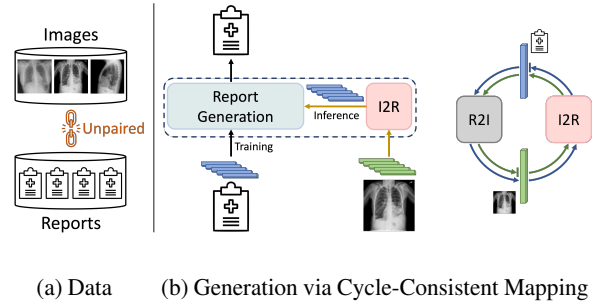 Images
Unpaired
Reports
Report
Generation
I2R
Inference
Training
R2I
I2R
(a) Data
(b) Generation via Cycle-Consistent Mapping